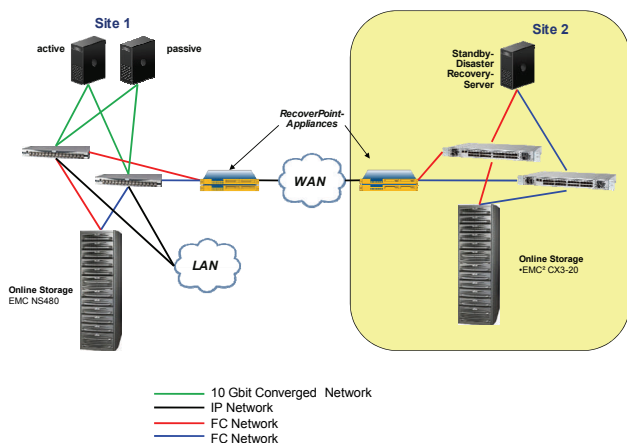 Site 1
Site 2
active
passive
Standby-
Disaster
Recovery-
Server
RecoverPoint-
Appliances
WAN
LAN
Online Storage
EMC NS480
Online Storage
•EMC² CX3-20
10 Gbit Converged Network
IP Network
FC Network
FC Network